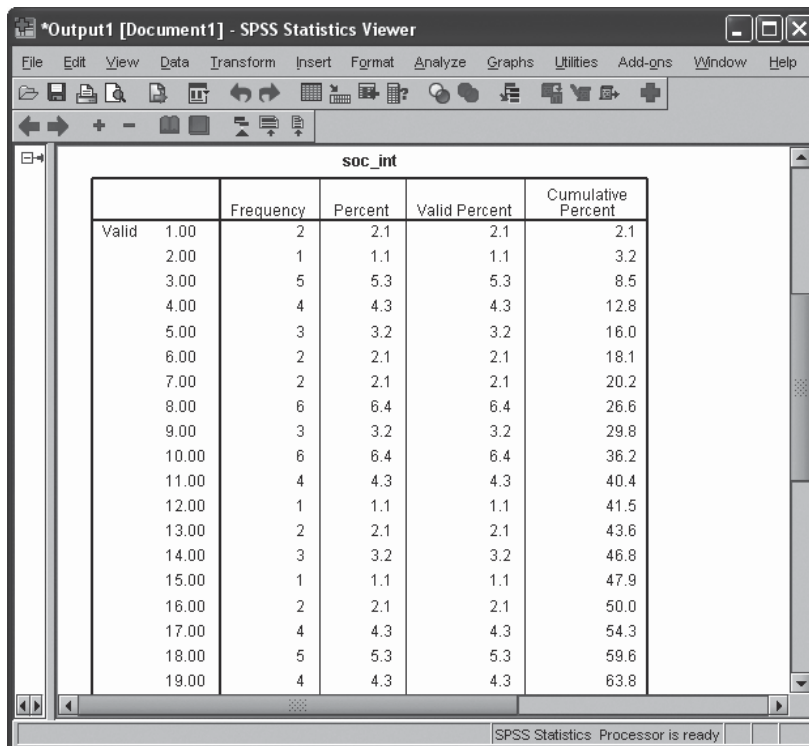 *Output1 [Document1] - SPSS Statistics Viewer
File Edit View Data Transform Insert Format Analyze Graphs Utilities Add-ons Window Help
soc_int
Frequency Percent Valid Percent Cumulative Percent
Valid 1.00 2 2.1 2.1 2.1
2.00 1 1.1 1.1 3.2
3.00 5 5.3 5.3 8.5
4.00 4 4.3 4.3 12.8
5.00 3 3.2 3.2 16.0
6.00 2 2.1 2.1 18.1
7.00 2 2.1 2.1 20.2
8.00 6 6.4 6.4 26.6
9.00 3 3.2 3.2 29.8
10.00 6 6.4 6.4 36.2
11.00 4 4.3 4.3 40.4
12.00 1 1.1 1.1 41.5
13.00 2 2.1 2.1 43.6
14.00 3 3.2 3.2 46.8
15.00 1 1.1 1.1 47.9
16.00 2 2.1 2.1 50.0
17.00 4 4.3 4.3 54.3
18.00 5 5.3 5.3 59.6
19.00 4 4.3 4.3 63.8
SPSS Statistics Processor is ready